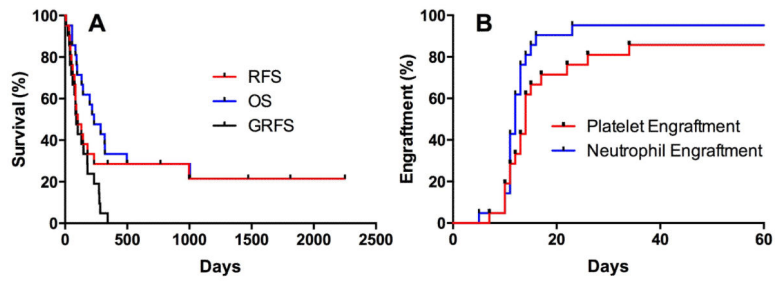 A
Survival (%)
100
80
60
40
20
0
RFS
OS
GRFS
0 500 1000 1500 2000 2500
Days
B
Engraftment (%)
100
80
60
40
20
0
Platelet Engraftment
Neutrophil Engraftment
0 20 40 60
Days